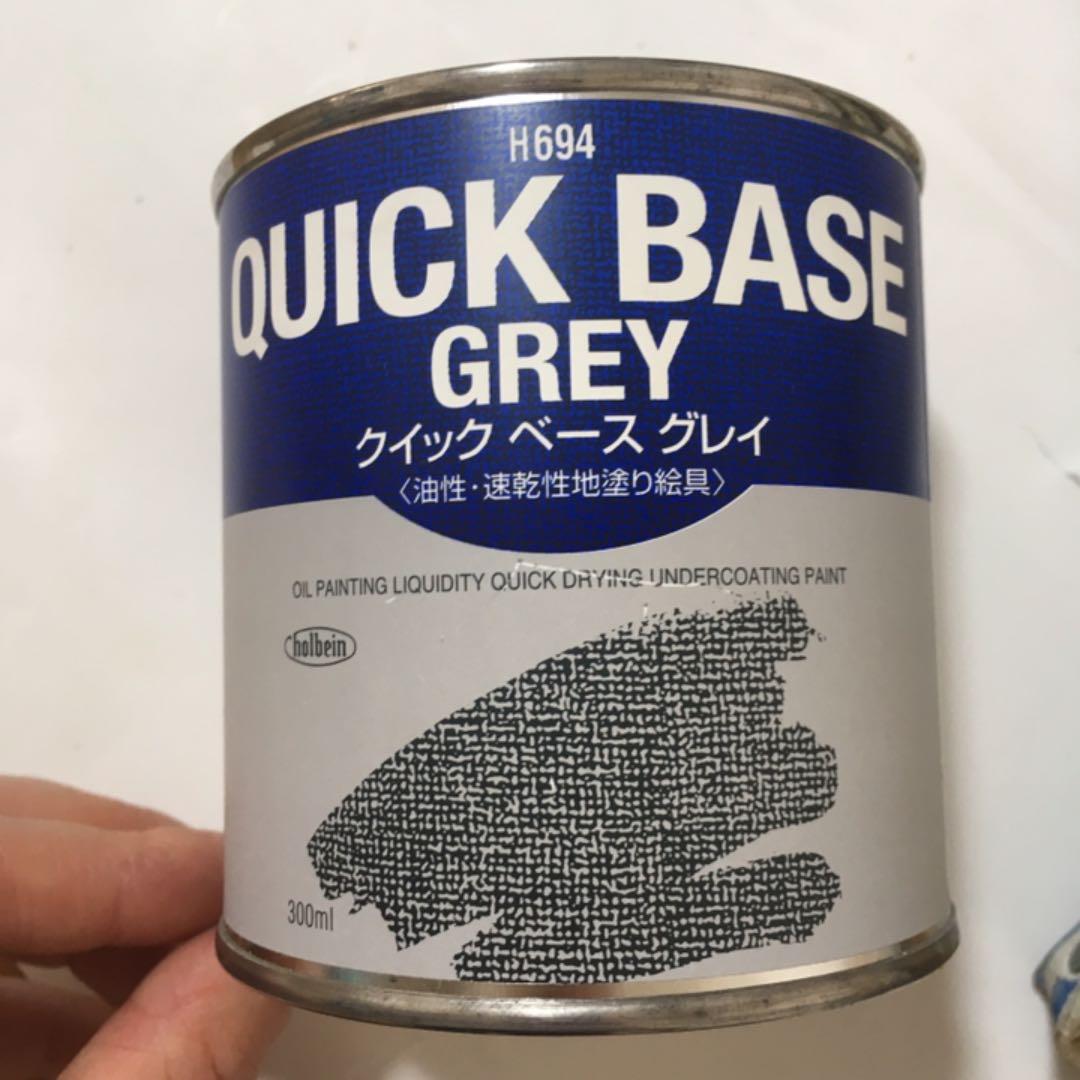 H694
QUICK BASE
GREY
クイック ベース グレイ
〈油性・速乾性地塗り絵具〉
OIL PAINTING LIQUIDITY QUICK DRYING UNDERCOATING PAINT
holbein
300ml